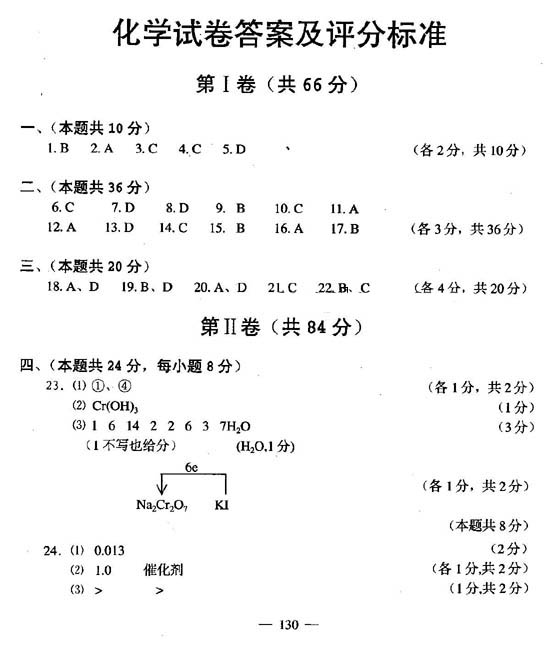 化学试卷答案及评分标准
第Ⅰ卷（共66分）
一、（本题共10分）
1. B 2. A 3. C 4. C 5. D （各2分，共10分）
二、（本题共36分）
6. C 7. D 8. D 9. B 10. C 11. A
12. A 13. D 14. C 15. B 16. A 17. B （各3分，共36分）
三、（本题共20分）
18. A、D 19. B、D 20. A、D 21. C 22. B、C （各4分，共20分）
第Ⅱ卷（共84分）
四、（本题共24分，每小题8分）
23. ⑴ ①、④ （各1分，共2分）
⑵ Cr(OH)₃ （1分）
⑶ 1 6 14 2 2 6 3 7H₂O （3分）
（1不写也给分） (H₂O,1分)
6e
Na₂Cr₂O₇ KI （各1分，共2分）
（本题共8分）
24. ⑴ 0.013 （2分）
⑵ 1.0 催化剂 （各1分,共2分）
⑶ > > （1分,共2分）
— 130 —